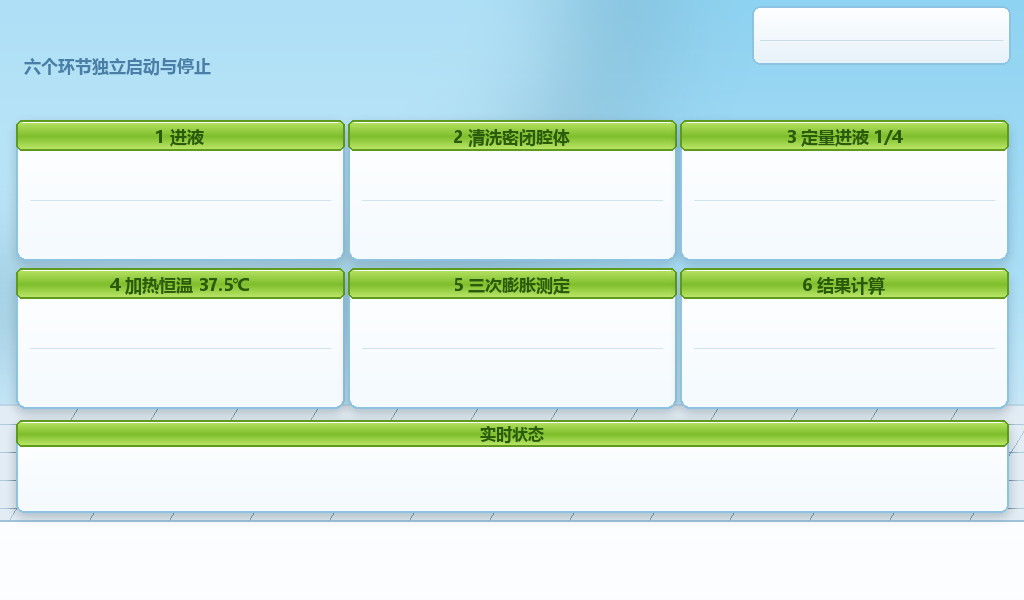 六个环节独立启动与停止
1 进液
2 清洗密闭腔体
3 定量进液 1/4
4 加热恒温 37.5℃
5 三次膨胀测定
6 结果计算
实时状态